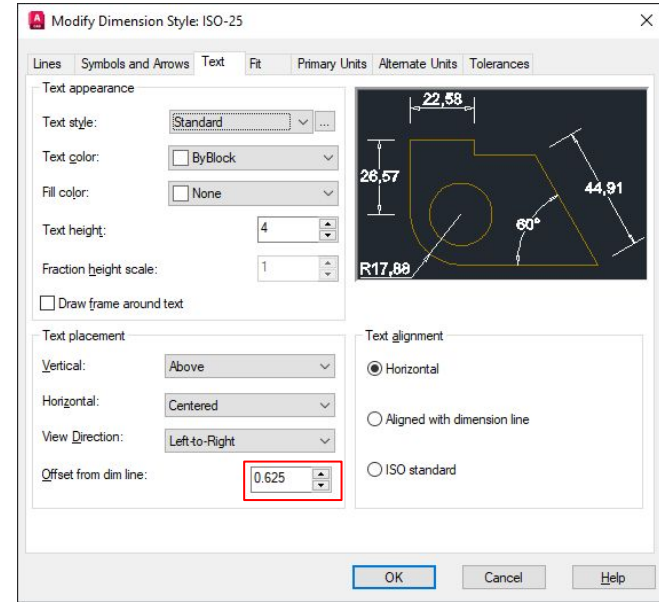 Modify Dimension Style: ISO-25
Lines Symbols and Arrows Text Fit Primary Units Alternate Units Tolerances
Text appearance
Text style: Standard ...
Text color: ByBlock
Fill color: None
Text height: 4
Fraction height scale: 1
Draw frame around text
22,58
26,57
44,91
60°
R17,88
Text placement
Vertical: Above
Horizontal: Centered
View Direction: Left-to-Right
Offset from dim line: 0.625
Text alignment
Horizontal
Aligned with dimension line
ISO standard
OK Cancel Help